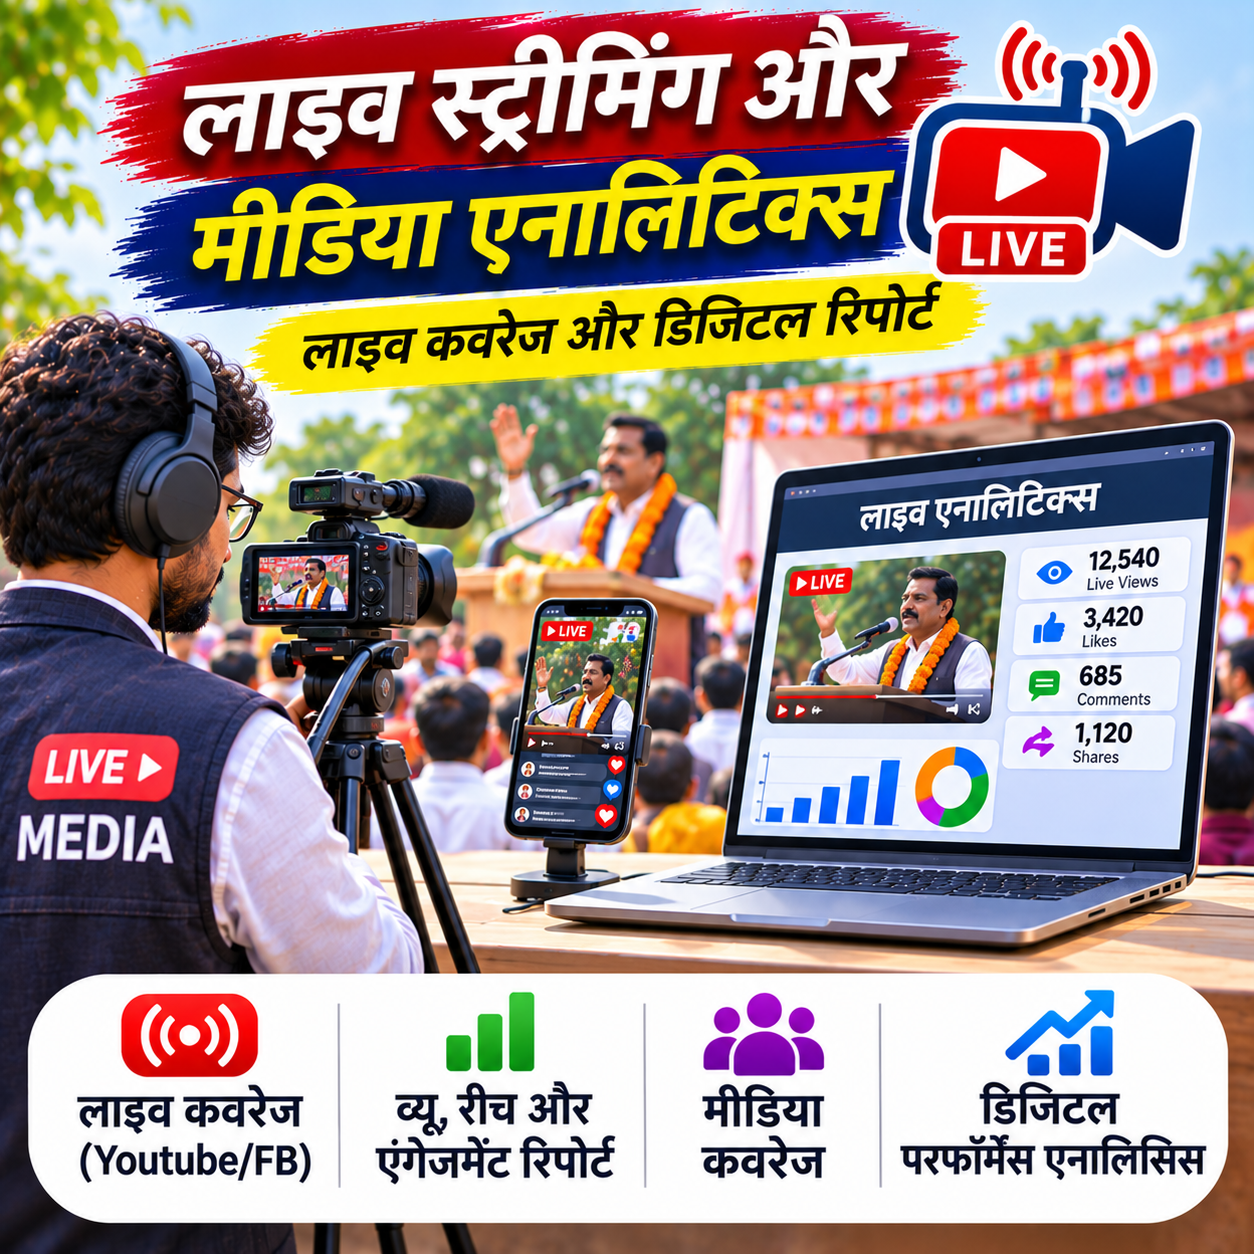 लाइव स्ट्रीमिंग और
मीडिया एनालिटिक्स
लाइव कवरेज और डिजिटल रिपोर्ट
LIVE
लाइव एनालिटिक्स
LIVE
12,540
Live Views
3,420
Likes
685
Comments
1,120
Shares
LIVE
LIVE
MEDIA
लाइव कवरेज
(Youtube/FB)
व्यू, रीच और
एंगेजमेंट रिपोर्ट
मीडिया
कवरेज
डिजिटल
परफॉर्मेंस एनालिसिस